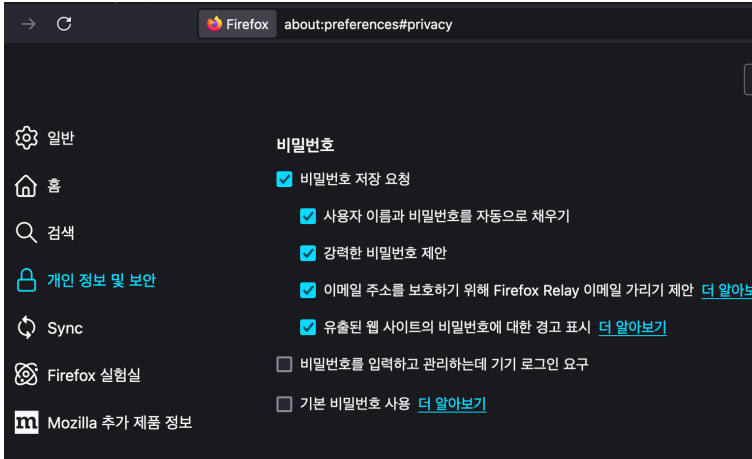 Firefox about:preferences#privacy
일반
홈
검색
개인 정보 및 보안
Sync
Firefox 실험실
m Mozilla 추가 제품 정보
비밀번호
비밀번호 저장 요청
사용자 이름과 비밀번호를 자동으로 채우기
강력한 비밀번호 제안
이메일 주소를 보호하기 위해 Firefox Relay 이메일 가리기 제안 더 알아보
유출된 웹 사이트의 비밀번호에 대한 경고 표시 더 알아보기
비밀번호를 입력하고 관리하는데 기기 로그인 요구
기본 비밀번호 사용 더 알아보기